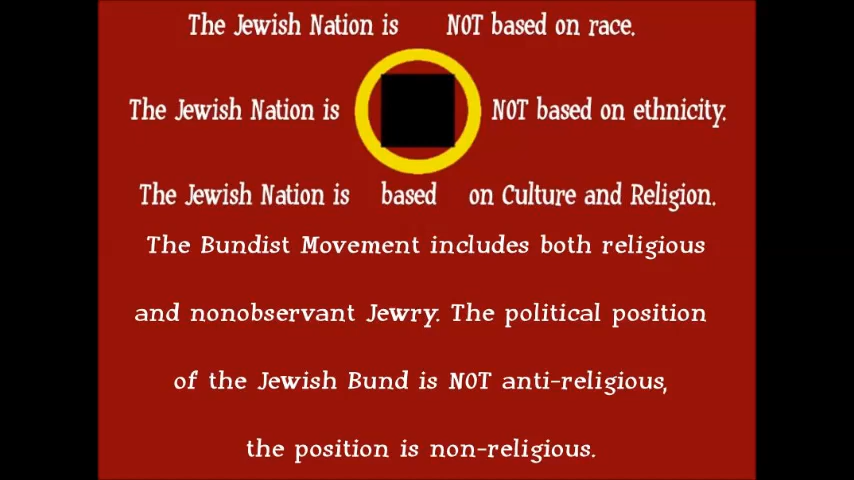 The Jewish Nation is NOT based on race.
The Jewish Nation is NOT based on ethnicity.
The Jewish Nation is based on Culture and Religion.
The Bundist Movement includes both religious
and nonobservant Jewry. The political position
of the Jewish Bund is NOT anti-religious,
the position is non-religious.